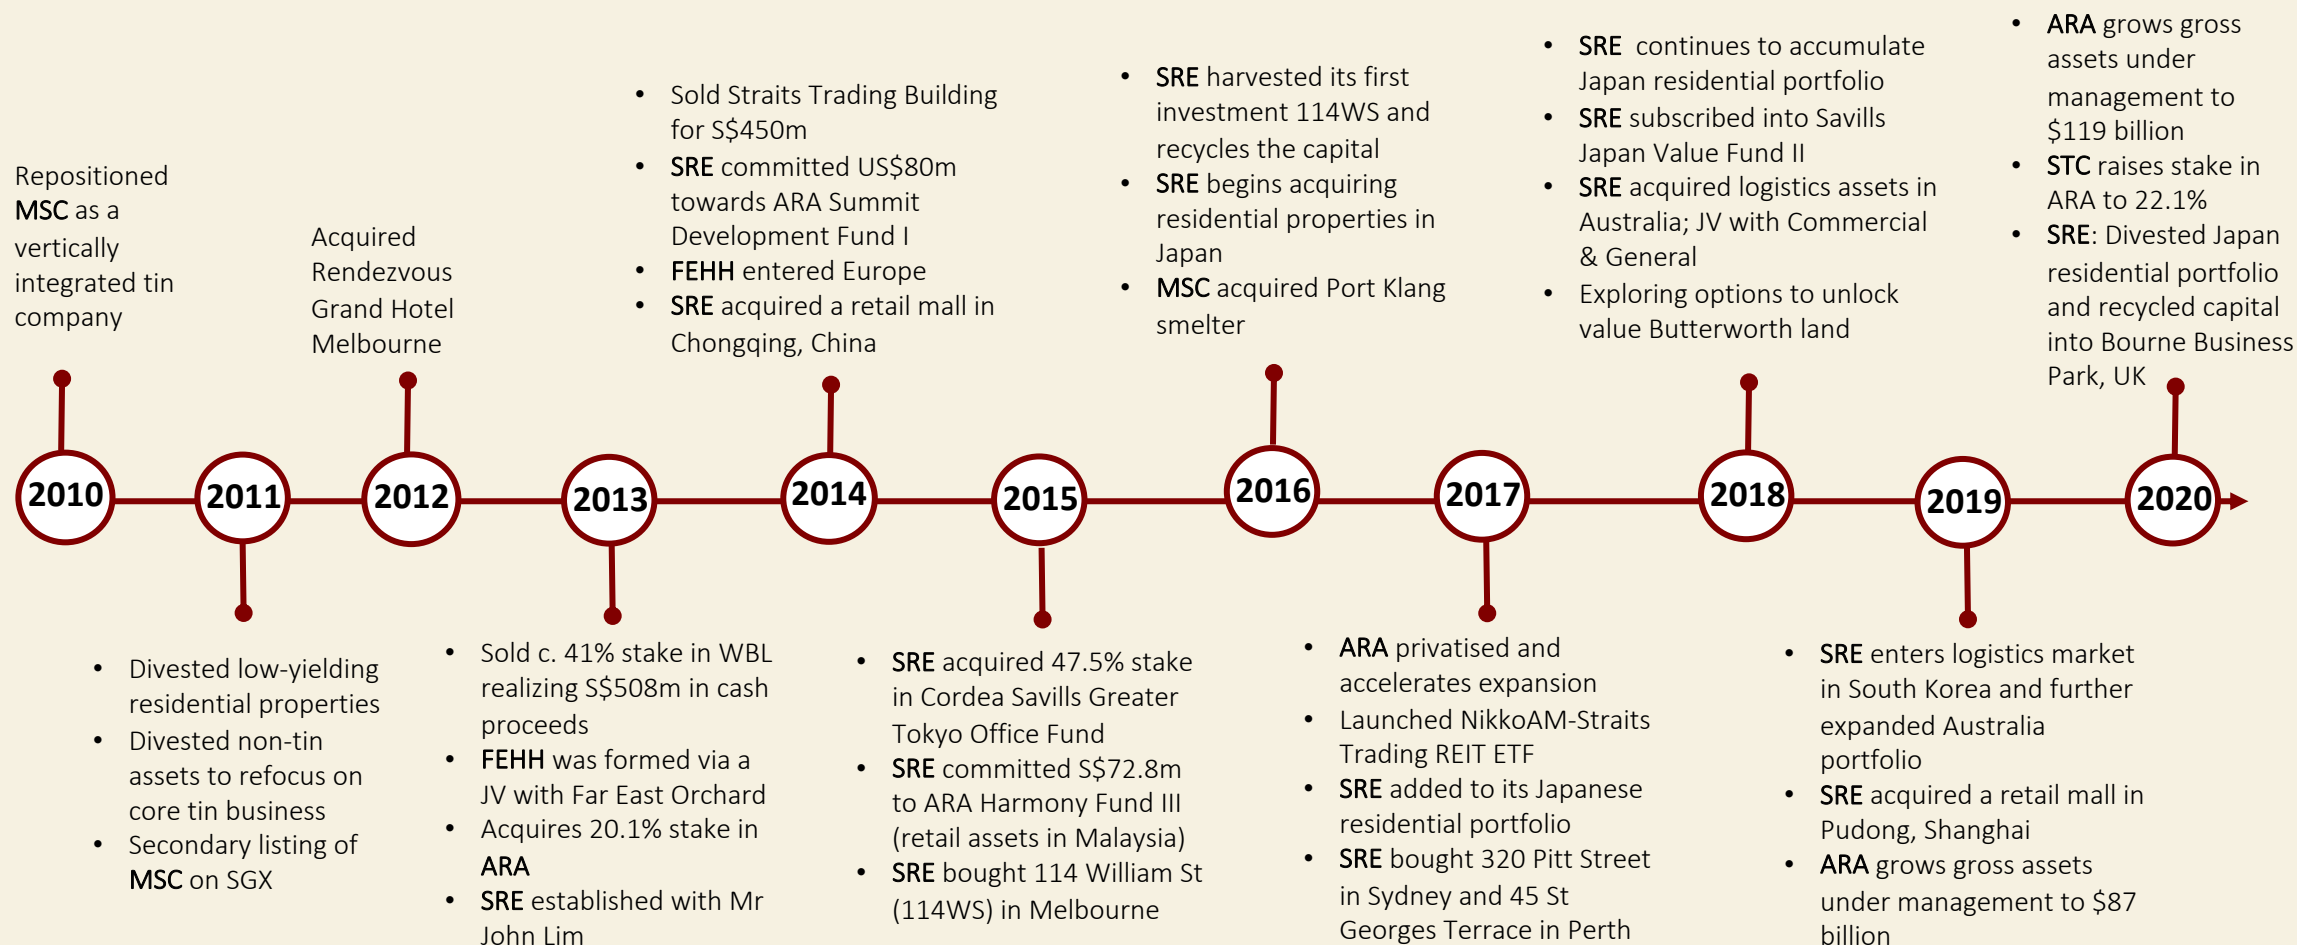 Repositioned
MSC as a
vertically
integrated tin
company
Acquired
Rendezvous
Grand Hotel
Melbourne
• Sold Straits Trading Building
for S$450m
• SRE committed US$80m
towards ARA Summit
Development Fund I
• FEHH entered Europe
• SRE acquired a retail mall in
Chongqing, China
• SRE harvested its first
investment 114WS and
recycles the capital
• SRE begins acquiring
residential properties in
Japan
• MSC acquired Port Klang
smelter
• SRE continues to accumulate
Japan residential portfolio
• SRE subscribed into Savills
Japan Value Fund II
• SRE acquired logistics assets in
Australia; JV with Commercial
& General
• Exploring options to unlock
value Butterworth land
• ARA grows gross
assets under
management to
$119 billion
• STC raises stake in
ARA to 22.1%
• SRE: Divested Japan
residential portfolio
and recycled capital
into Bourne Business
Park, UK
2010
2011
2012
2013
2014
2015
2016
2017
2018
2019
2020
• Divested low-yielding
residential properties
• Divested non-tin
assets to refocus on
core tin business
• Secondary listing of
MSC on SGX
• Sold c. 41% stake in WBL
realizing S$508m in cash
proceeds
• FEHH was formed via a
JV with Far East Orchard
• Acquires 20.1% stake in
ARA
• SRE established with Mr
John Lim
• SRE acquired 47.5% stake
in Cordea Savills Greater
Tokyo Office Fund
• SRE committed S$72.8m
to ARA Harmony Fund III
(retail assets in Malaysia)
• SRE bought 114 William St
(114WS) in Melbourne
• ARA privatised and
accelerates expansion
• Launched NikkoAM-Straits
Trading REIT ETF
• SRE added to its Japanese
residential portfolio
• SRE bought 320 Pitt Street
in Sydney and 45 St
Georges Terrace in Perth
• SRE enters logistics market
in South Korea and further
expanded Australia
portfolio
• SRE acquired a retail mall in
Pudong, Shanghai
• ARA grows gross assets
under management to $87
billion